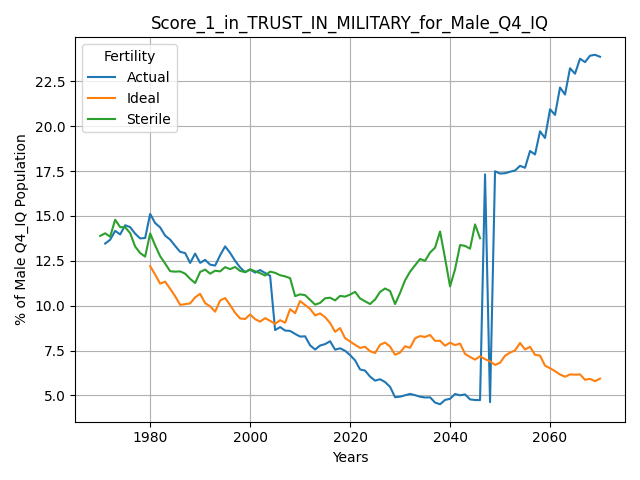 Score_1_in_TRUST_IN_MILITARY_for_Male_Q4_IQ
Fertility
Actual
Ideal
Sterile
% of Male Q4_IQ Population
22.5
20.0
17.5
15.0
12.5
10.0
7.5
5.0
1980 2000 2020 2040 2060
Years